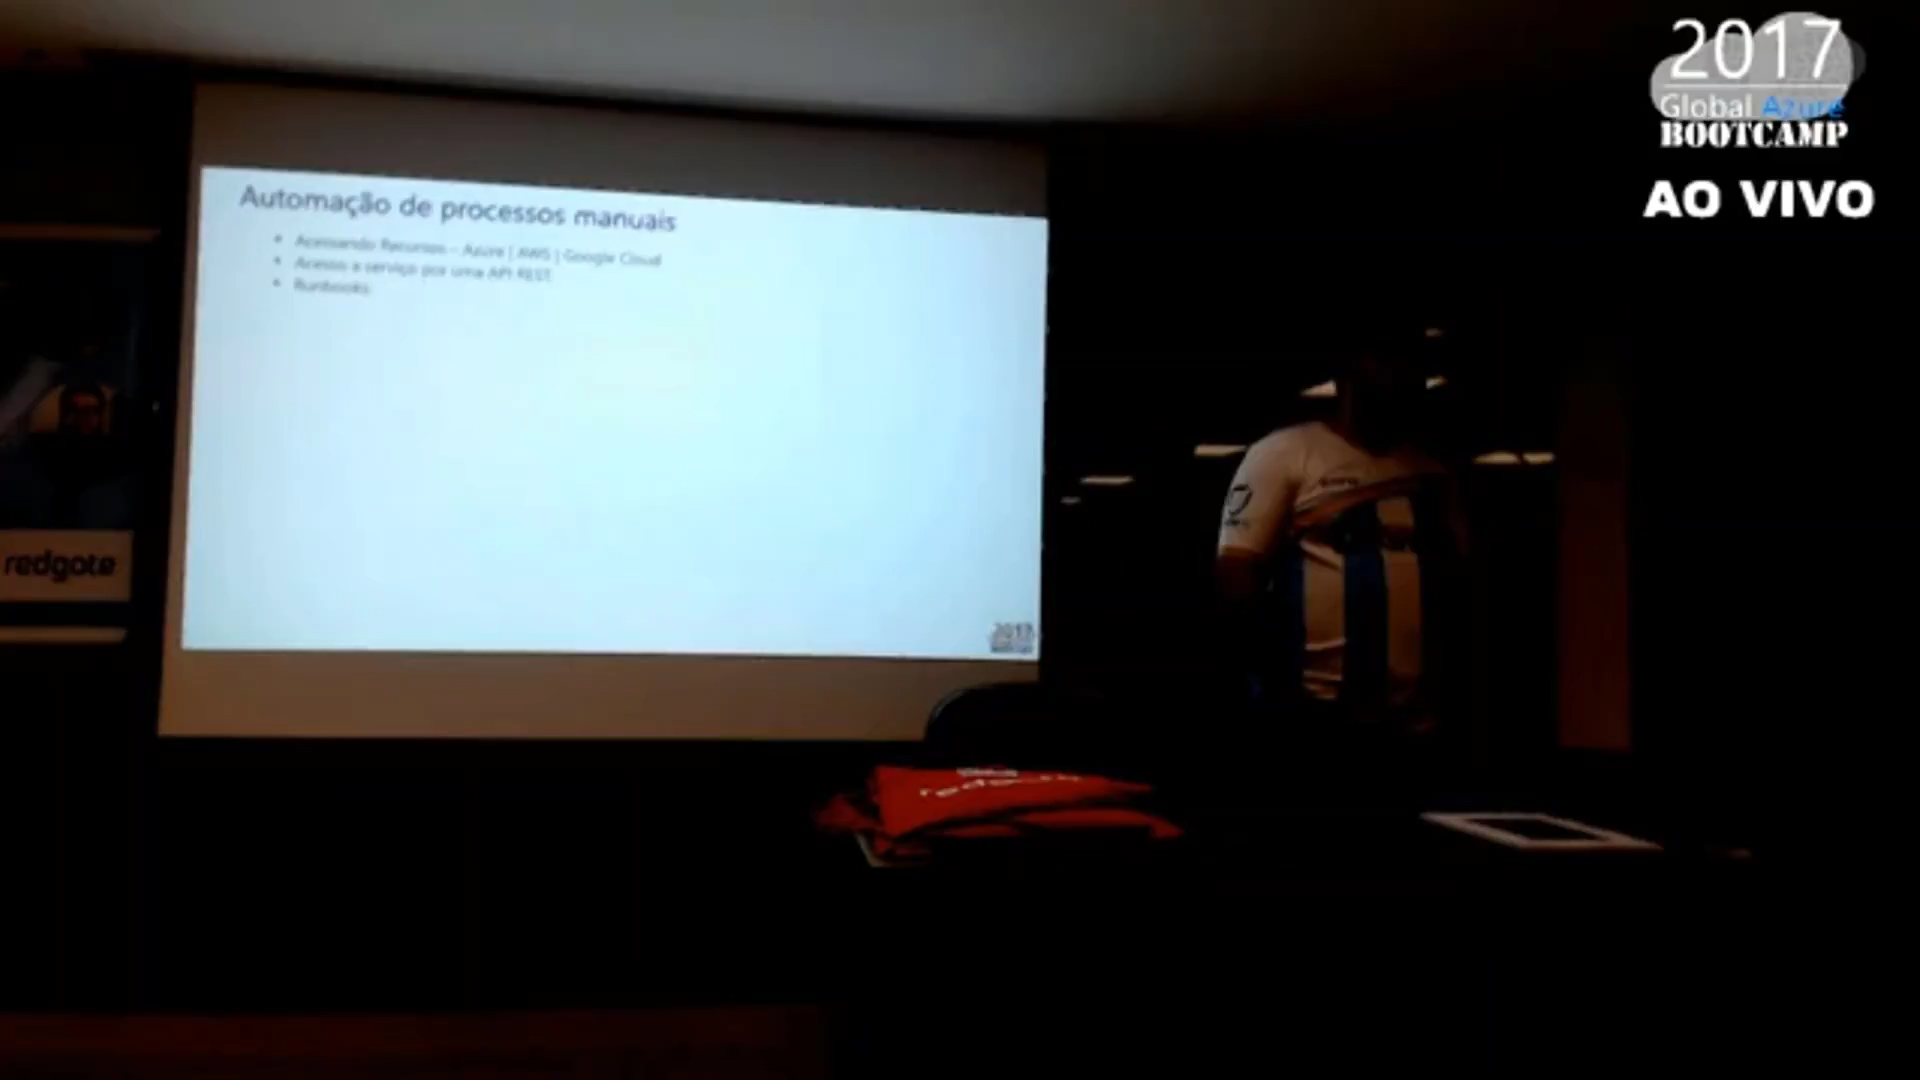 2017
Global Azure
BOOTCAMP
AO VIVO
Automação de processos manuais
• Acessando Recursos - Azure | AWS | Google Cloud
• Acesso a serviço por uma API REST
• Runbooks
2017
redgate